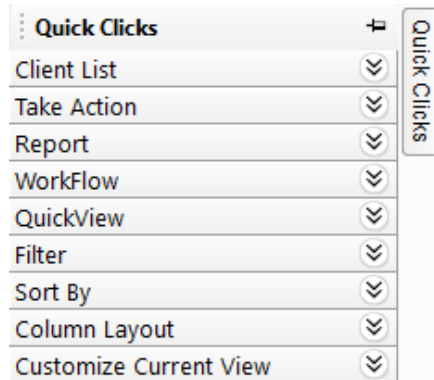 Quick Clicks
Client List
Take Action
Report
WorkFlow
QuickView
Filter
Sort By
Column Layout
Customize Current View
Quick Clicks